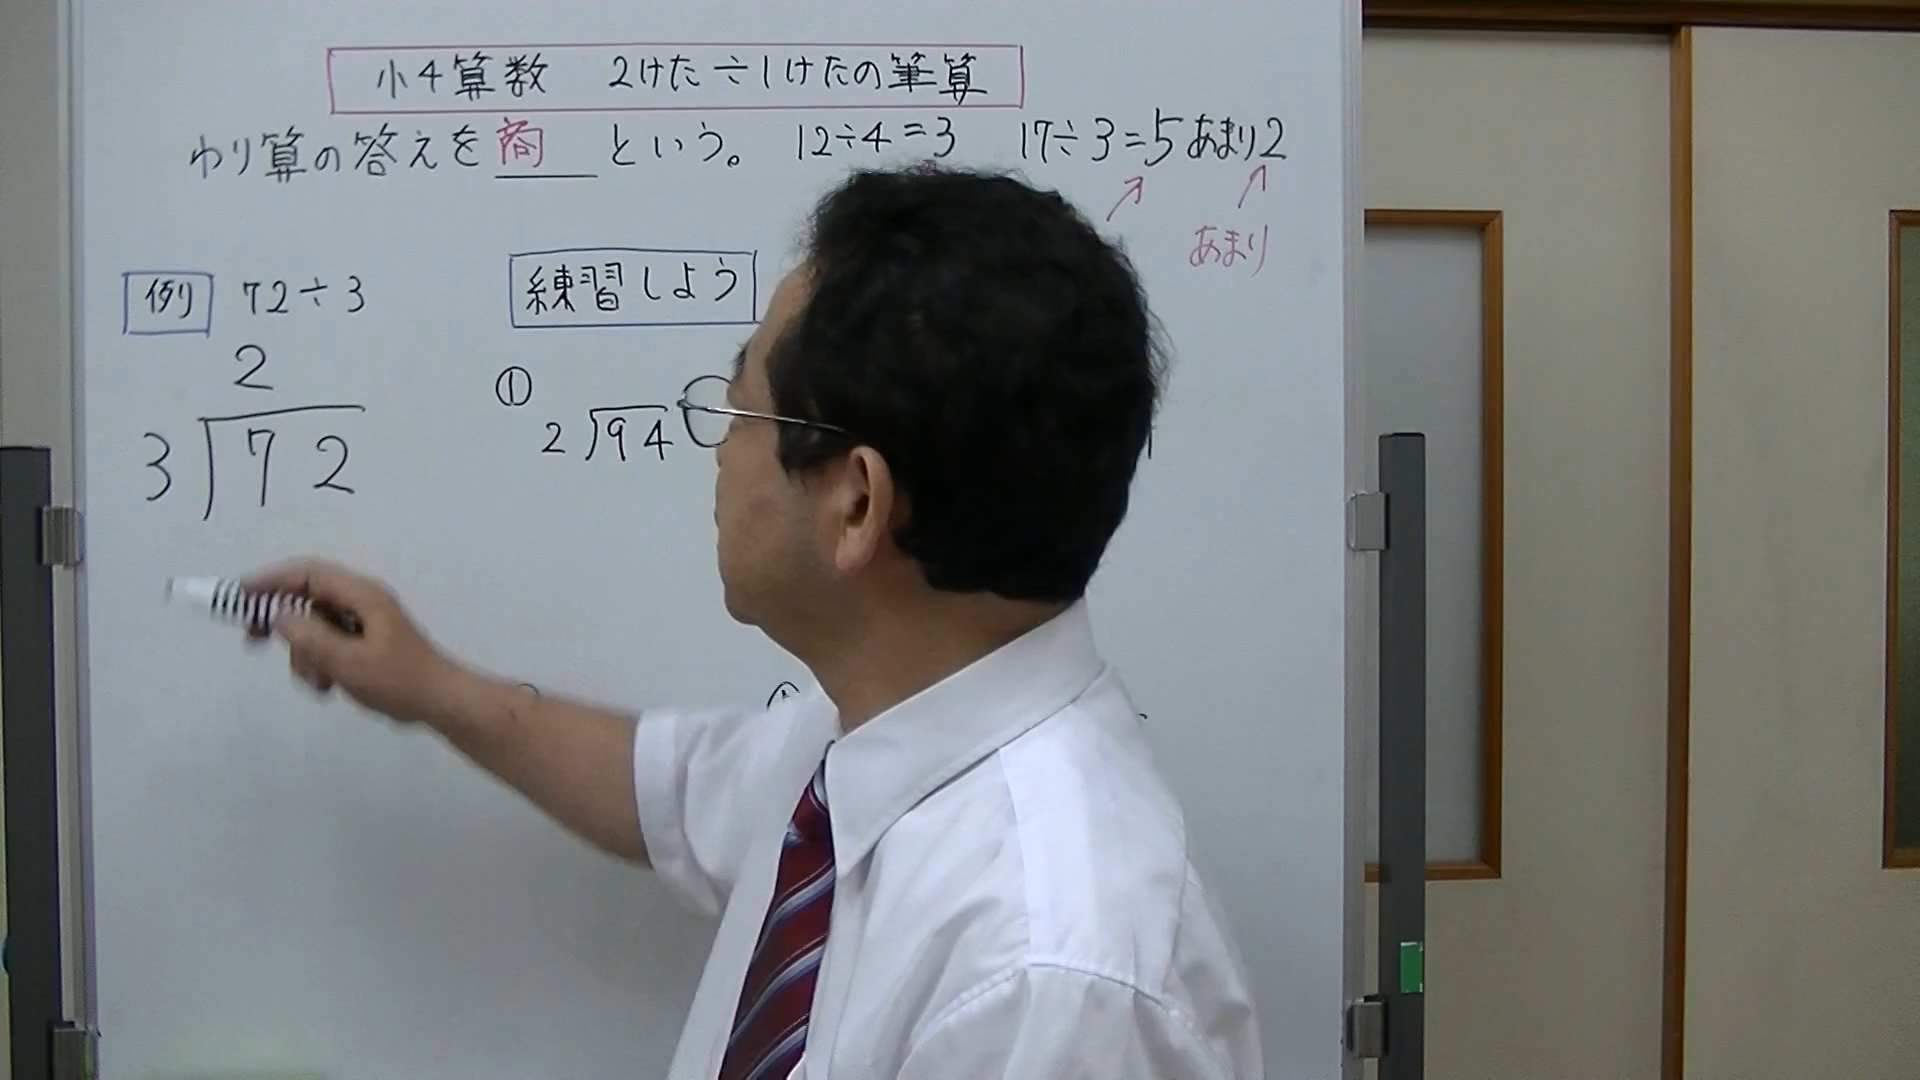 小4算数 2けた÷1けたの筆算
わり算の答えを 商 という。 12÷4=3 17÷3=5あまり2
あまり
例 72÷3
練習しよう
2
3 72
①
2 94
④